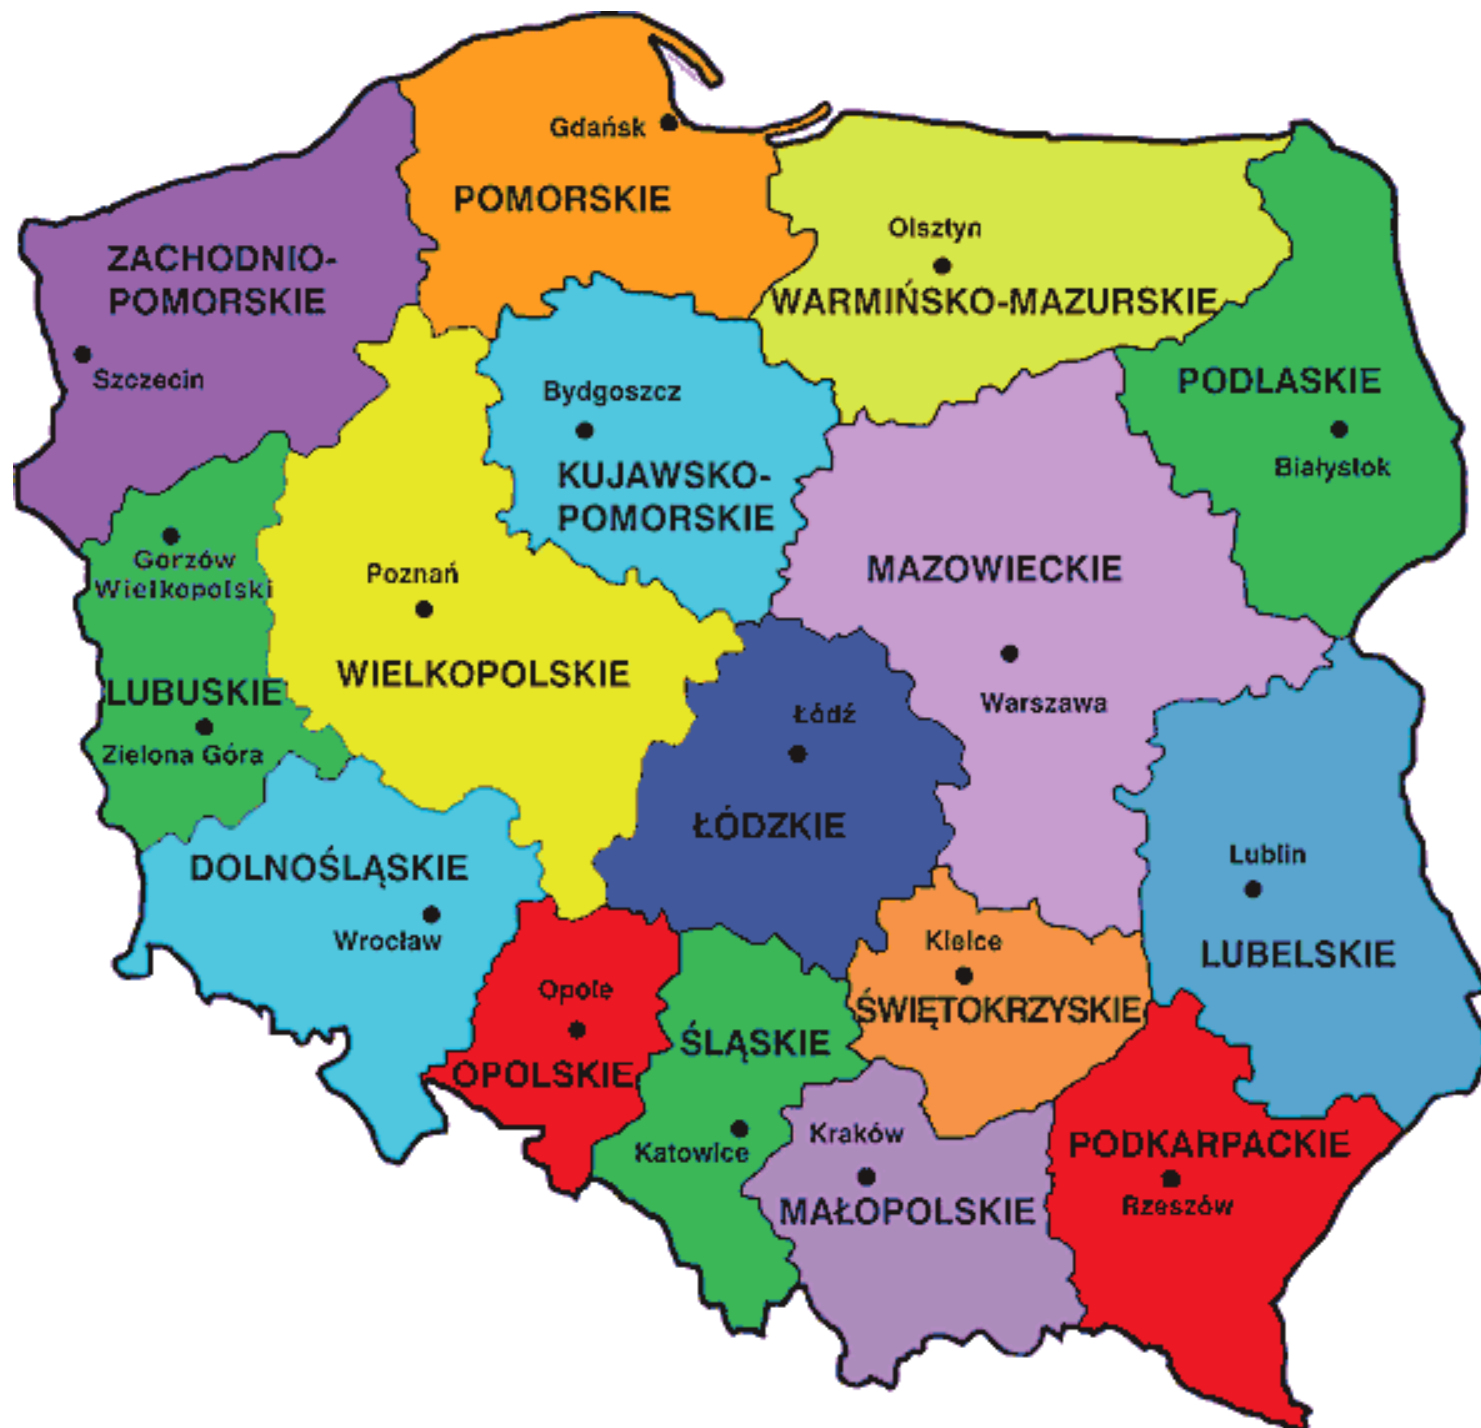 Gdańsk
POMORSKIE
Olsztyn
WARMIŃSKO-MAZURSKIE
ZACHODNIO-
POMORSKIE
Szczecin
PODLASKIE
Białystok
Bydgoszcz
KUJAWSKO-
POMORSKIE
Gorzów
Wielkopolski
LUBUSKIE
Zielona Góra
Poznań
WIELKOPOLSKIE
MAZOWIECKIE
Warszawa
Łódź
ŁÓDZKIE
DOLNOŚLĄSKIE
Wrocław
Lublin
LUBELSKIE
Kielce
ŚWIĘTOKRZYSKIE
Opole
OPOLSKIE
ŚLĄSKIE
Katowice
Kraków
MAŁOPOLSKIE
PODKARPACKIE
Rzeszów